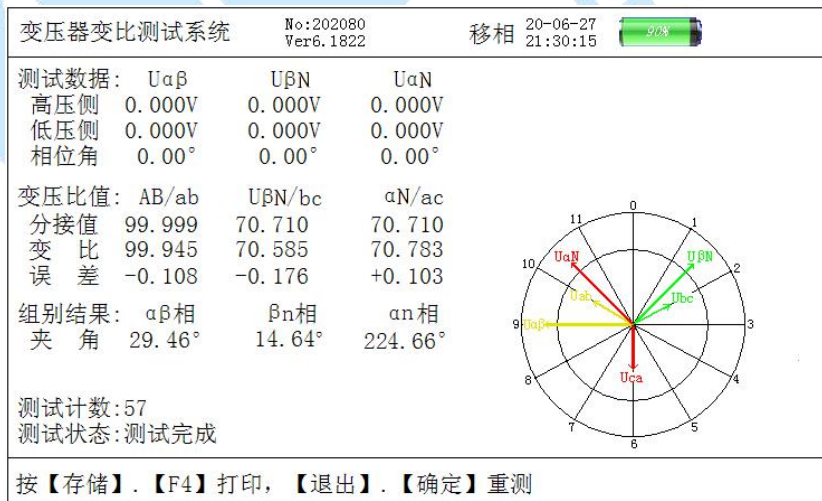 变压器变比测试系统 No:202080 移相 20-06-27 90%
Ver6.1822 21:30:15
测试数据: Uαβ UβN UαN
高压侧 0.000V 0.000V 0.000V
低压侧 0.000V 0.000V 0.000V
相位角 0.00° 0.00° 0.00°
变压比值: AB/ab UβN/bc αN/ac
分接值 99.999 70.710 70.710
变 比 99.945 70.585 70.783
误 差 -0.108 -0.176 +0.103
组别结果: αβ相 βn相 αn相
夹 角 29.46° 14.64° 224.66°
测试计数:57
测试状态:测试完成
0
11 1
UαN UβN
10 2
Uab Ubc
9 Uαβ 3
Uca
8 4
7 5
6
按【存储】.【F4】打印，【退出】.【确定】重测